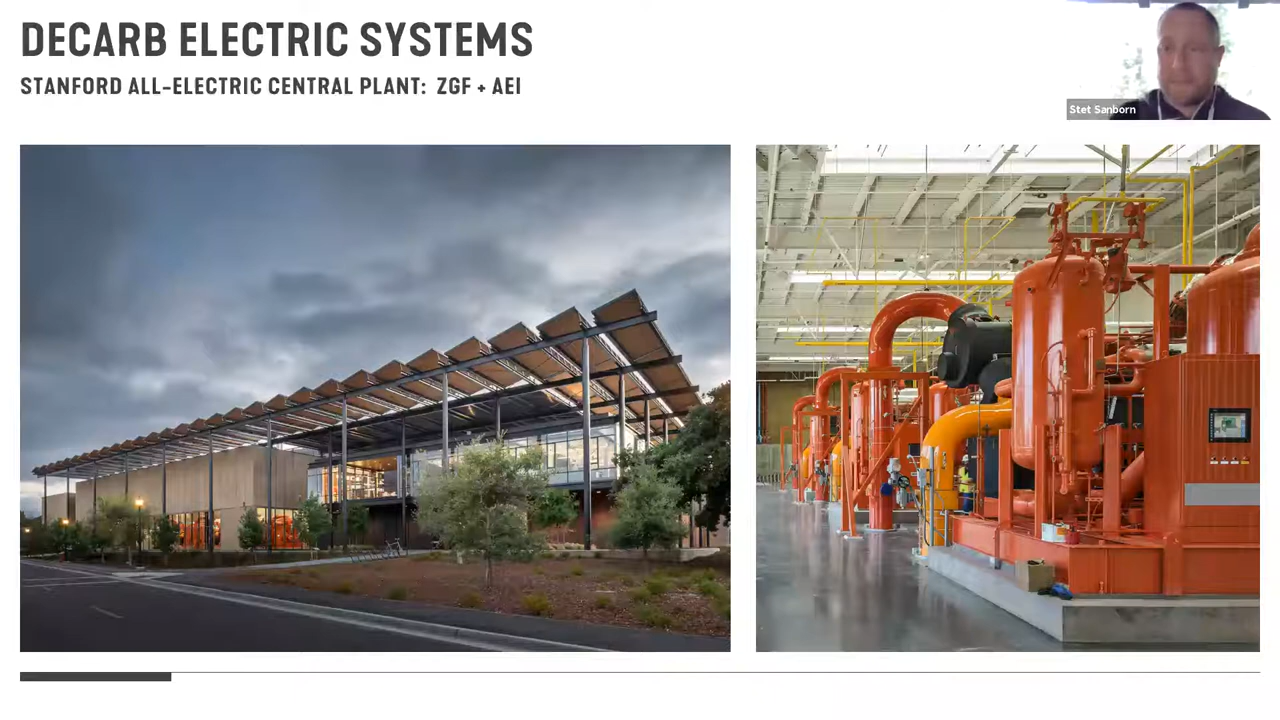 DECARB ELECTRIC SYSTEMS
STANFORD ALL-ELECTRIC CENTRAL PLANT: ZGF + AEI
Stet Sanborn